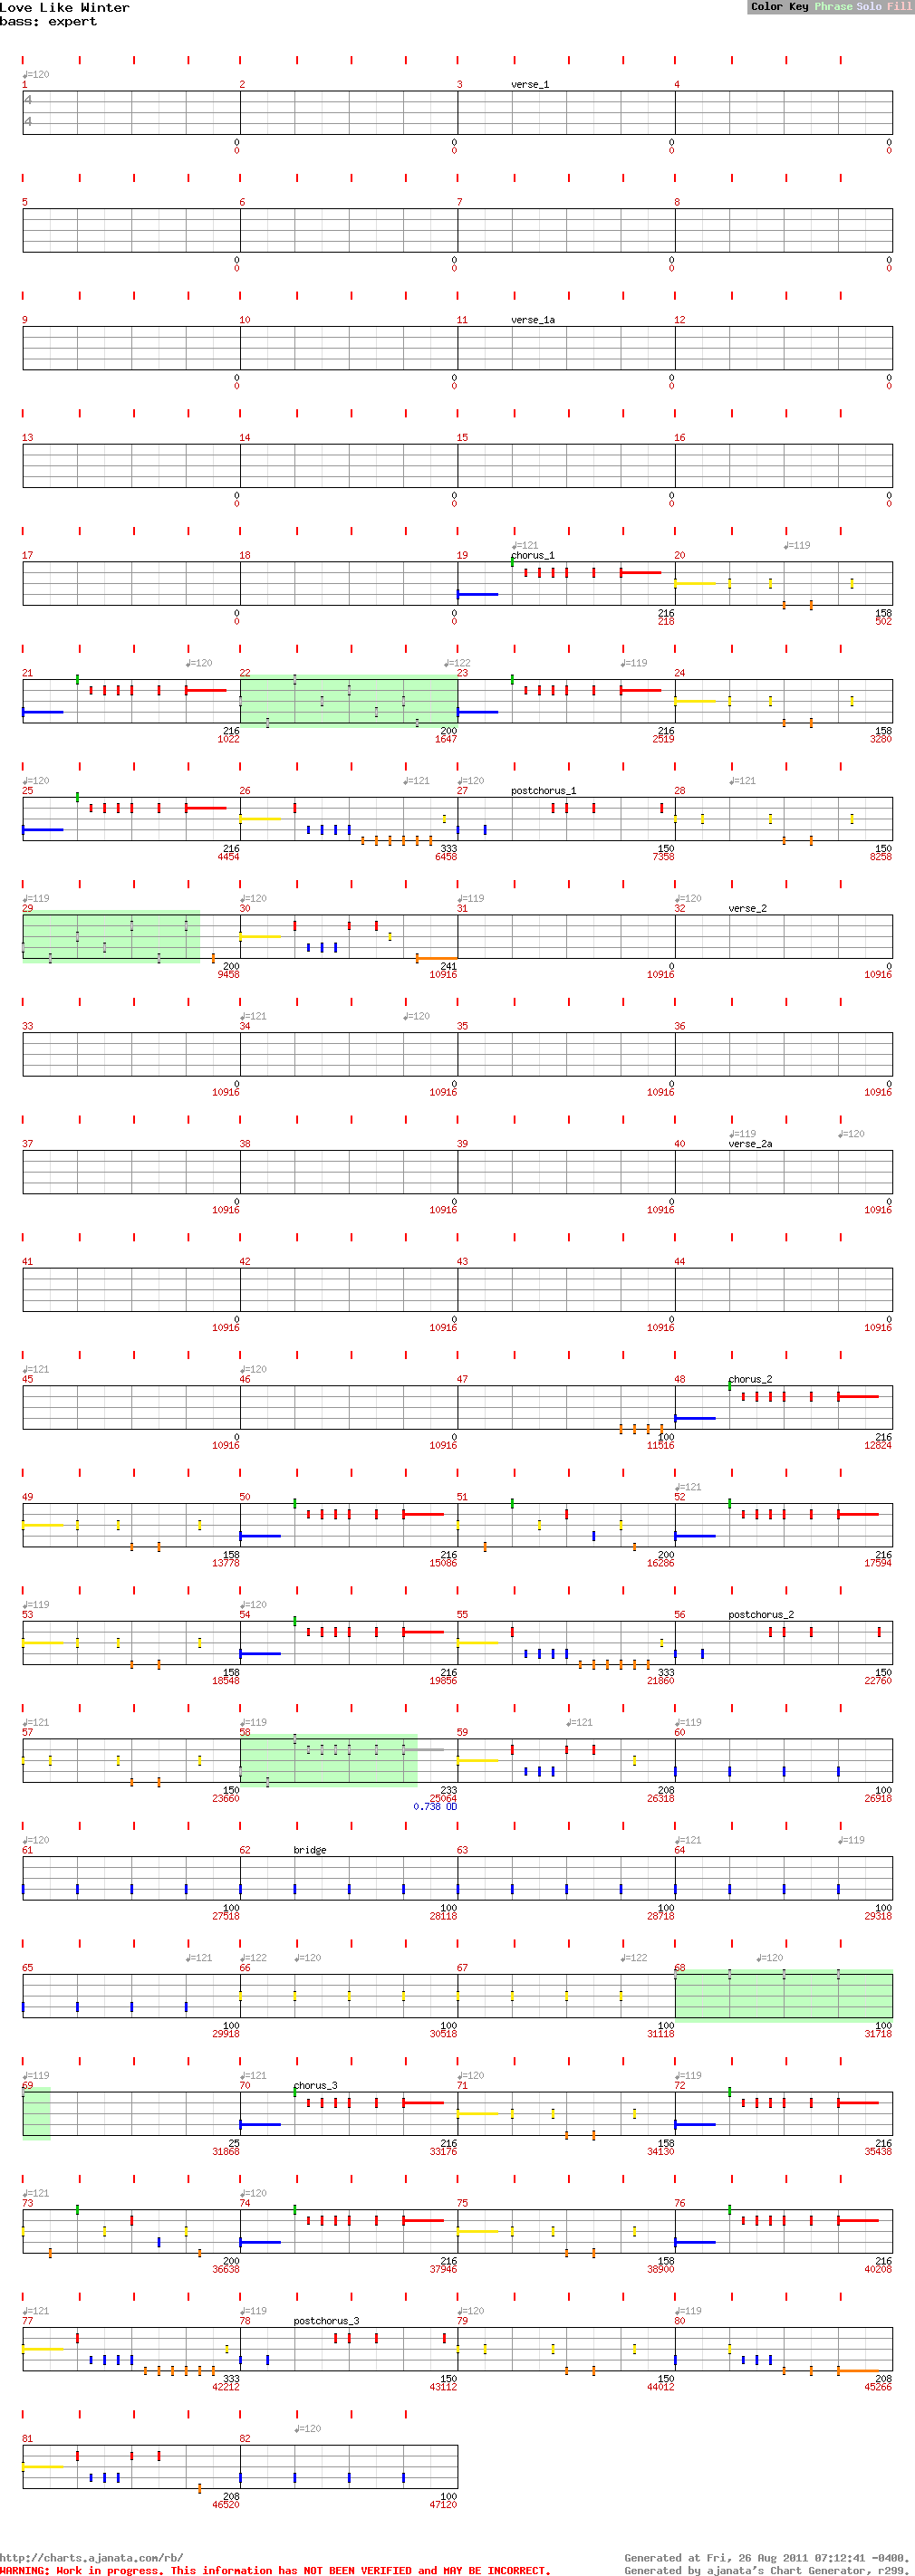 Love Like Winter
bass: expert
Color Key Phrase Solo Fill
♩=120
1 2 3 verse_1 4
4
4
0 0 0 0
0 0 0 0
5 6 7 8
0 0 0 0
0 0 0 0
9 10 11 verse_1a 12
0 0 0 0
0 0 0 0
13 14 15 16
0 0 0 0
0 0 0 0
♩=121 ♩=119
17 18 19 chorus_1 20
0 0 216 158
0 0 218 502
♩=120 ♩=122 ♩=119
21 22 23 24
216 200 216 158
1022 1647 2519 3280
♩=120 ♩=121 ♩=120 ♩=121
25 26 27 postchorus_1 28
216 333 150 150
4454 6458 7358 8258
♩=119 ♩=120 ♩=119 ♩=120
29 30 31 32 verse_2
200 241 0 0
9458 10916 10916 10916
♩=121 ♩=120
33 34 35 36
0 0 0 0
10916 10916 10916 10916
♩=119 ♩=120
37 38 39 40 verse_2a
0 0 0 0
10916 10916 10916 10916
41 42 43 44
0 0 0 0
10916 10916 10916 10916
♩=121 ♩=120
45 46 47 48 chorus_2
0 0 100 216
10916 10916 11516 12824
♩=121
49 50 51 52
158 216 200 216
13778 15086 16286 17594
♩=119 ♩=120
53 54 55 56 postchorus_2
158 216 333 150
18548 19856 21860 22760
♩=121 ♩=119 ♩=121 ♩=119
57 58 59 60
150 233 208 100
23660 25064 26318 26918
0.738 OD
♩=120 ♩=121 ♩=119
61 62 bridge 63 64
100 100 100 100
27518 28118 28718 29318
♩=121 ♩=122 ♩=120 ♩=122 ♩=120
65 66 67 68
100 100 100 100
29918 30518 31118 31718
♩=119 ♩=121 ♩=120 ♩=119
69 70 chorus_3 71 72
25 216 158 216
31868 33176 34130 35438
♩=121 ♩=120
73 74 75 76
200 216 158 216
36638 37946 38900 40208
♩=121 ♩=119 ♩=120 ♩=119
77 78 postchorus_3 79 80
333 150 150 208
42212 43112 44012 45266
♩=120
81 82
208 100
46520 47120
http://charts.ajanata.com/rb/
Generated at Fri, 26 Aug 2011 07:12:41 -0400.
WARNING: Work in progress. This information has NOT BEEN VERIFIED and MAY BE INCORRECT.
Generated by ajanata's Chart Generator, r299.